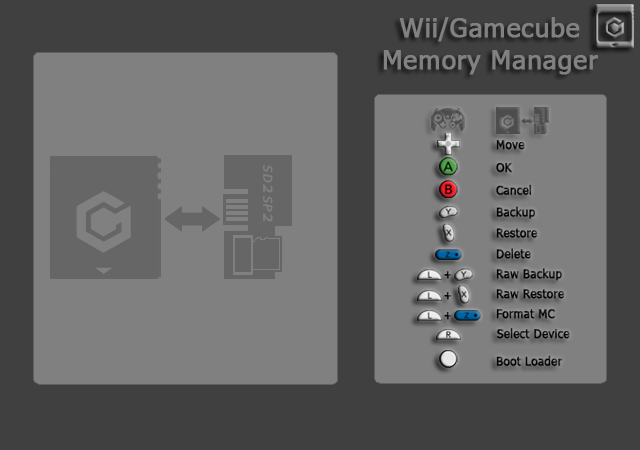 Wii/Gamecube
Memory Manager
SD2SP2
Move
A OK
B Cancel
Y Backup
X Restore
Z Delete
L + Y Raw Backup
L + X Raw Restore
L + Z Format MC
R Select Device
Boot Loader